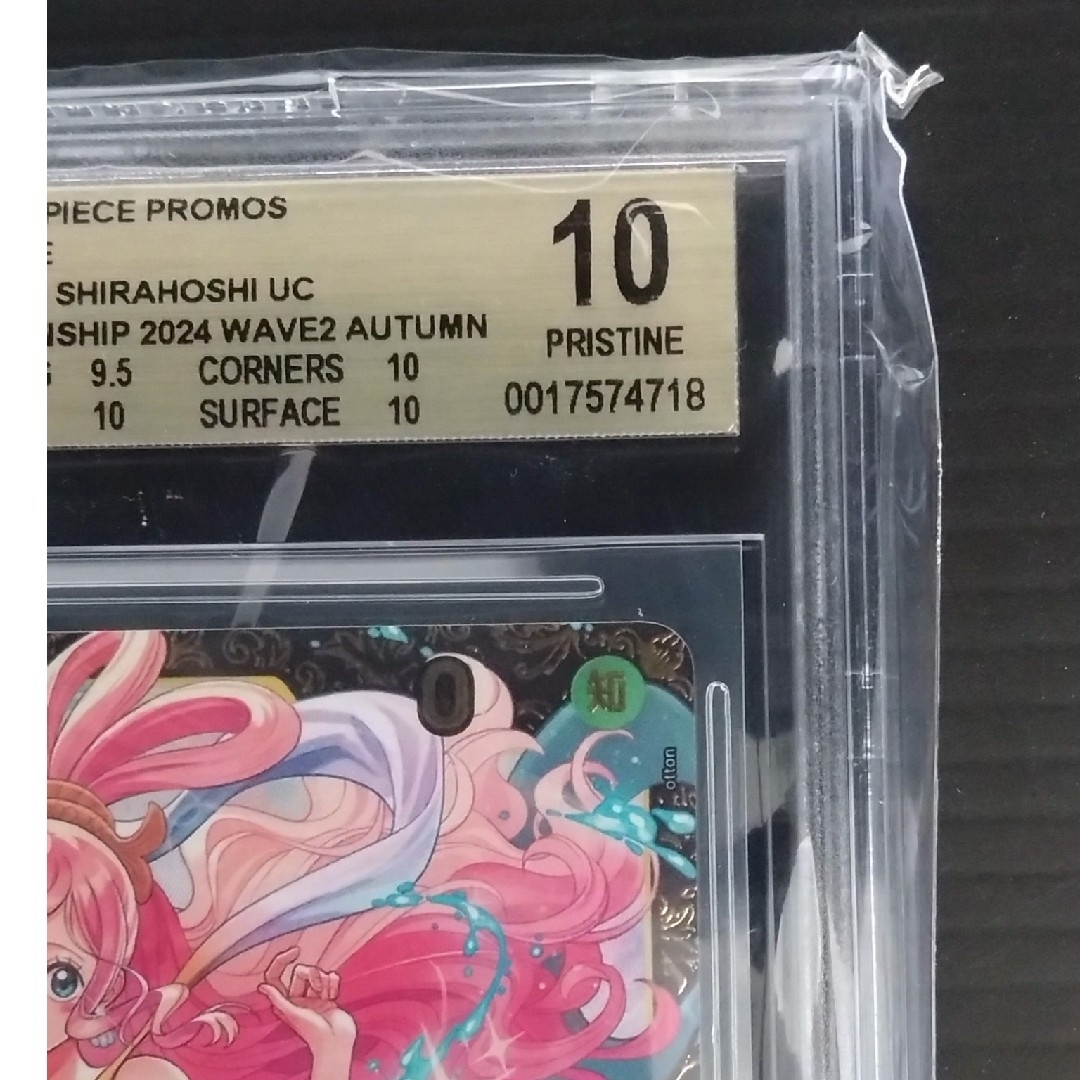 PIECE PROMOS
E
SHIRAHOSHI UC
NSHIP 2024 WAVE2 AUTUMN
G 9.5 CORNERS 10
10 SURFACE 10
10
PRISTINE
0017574718
0
知
otton